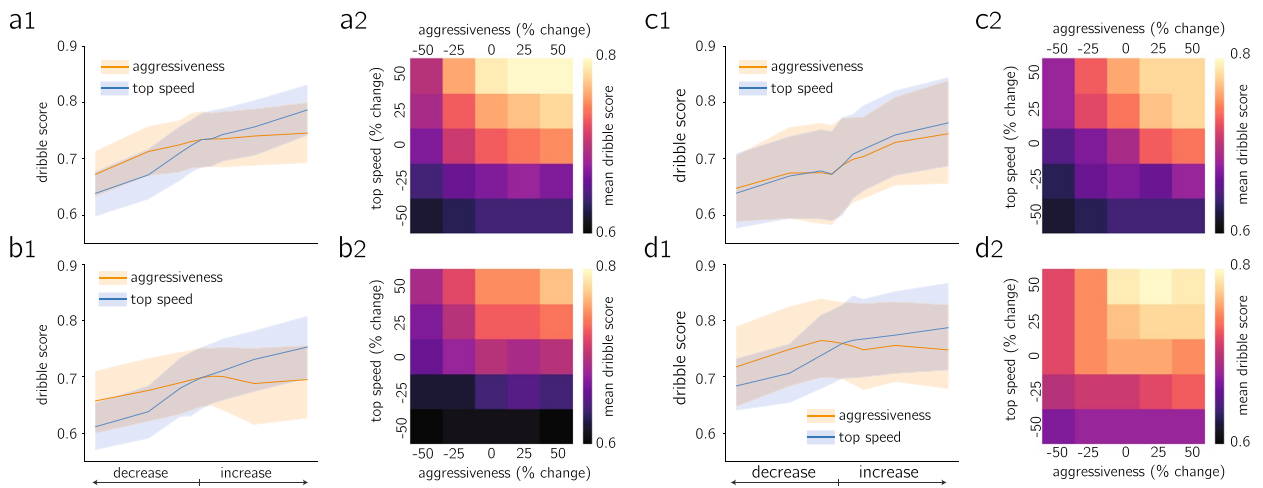 a1
0.9
0.8
0.7
0.6
dribble score
aggressiveness
top speed
a2
aggressiveness (% change)
-50 -25 0 25 50
top speed (% change)
50
25
0
-25
-50
0.8
mean dribble score
0.6
c1
0.9
0.8
0.7
0.6
dribble score
aggressiveness
top speed
c2
aggressiveness (% change)
-50 -25 0 25 50
top speed (% change)
50
25
0
-25
-50
0.8
mean dribble score
0.6
b1
0.9
0.8
0.7
0.6
dribble score
aggressiveness
top speed
decrease increase
b2
top speed (% change)
50
25
0
-25
-50
-50 -25 0 25 50
aggressiveness (% change)
0.8
mean dribble score
0.6
d1
0.9
0.8
0.7
0.6
dribble score
aggressiveness
top speed
decrease increase
d2
top speed (% change)
50
25
0
-25
-50
-50 -25 0 25 50
aggressiveness (% change)
0.8
mean dribble score
0.6